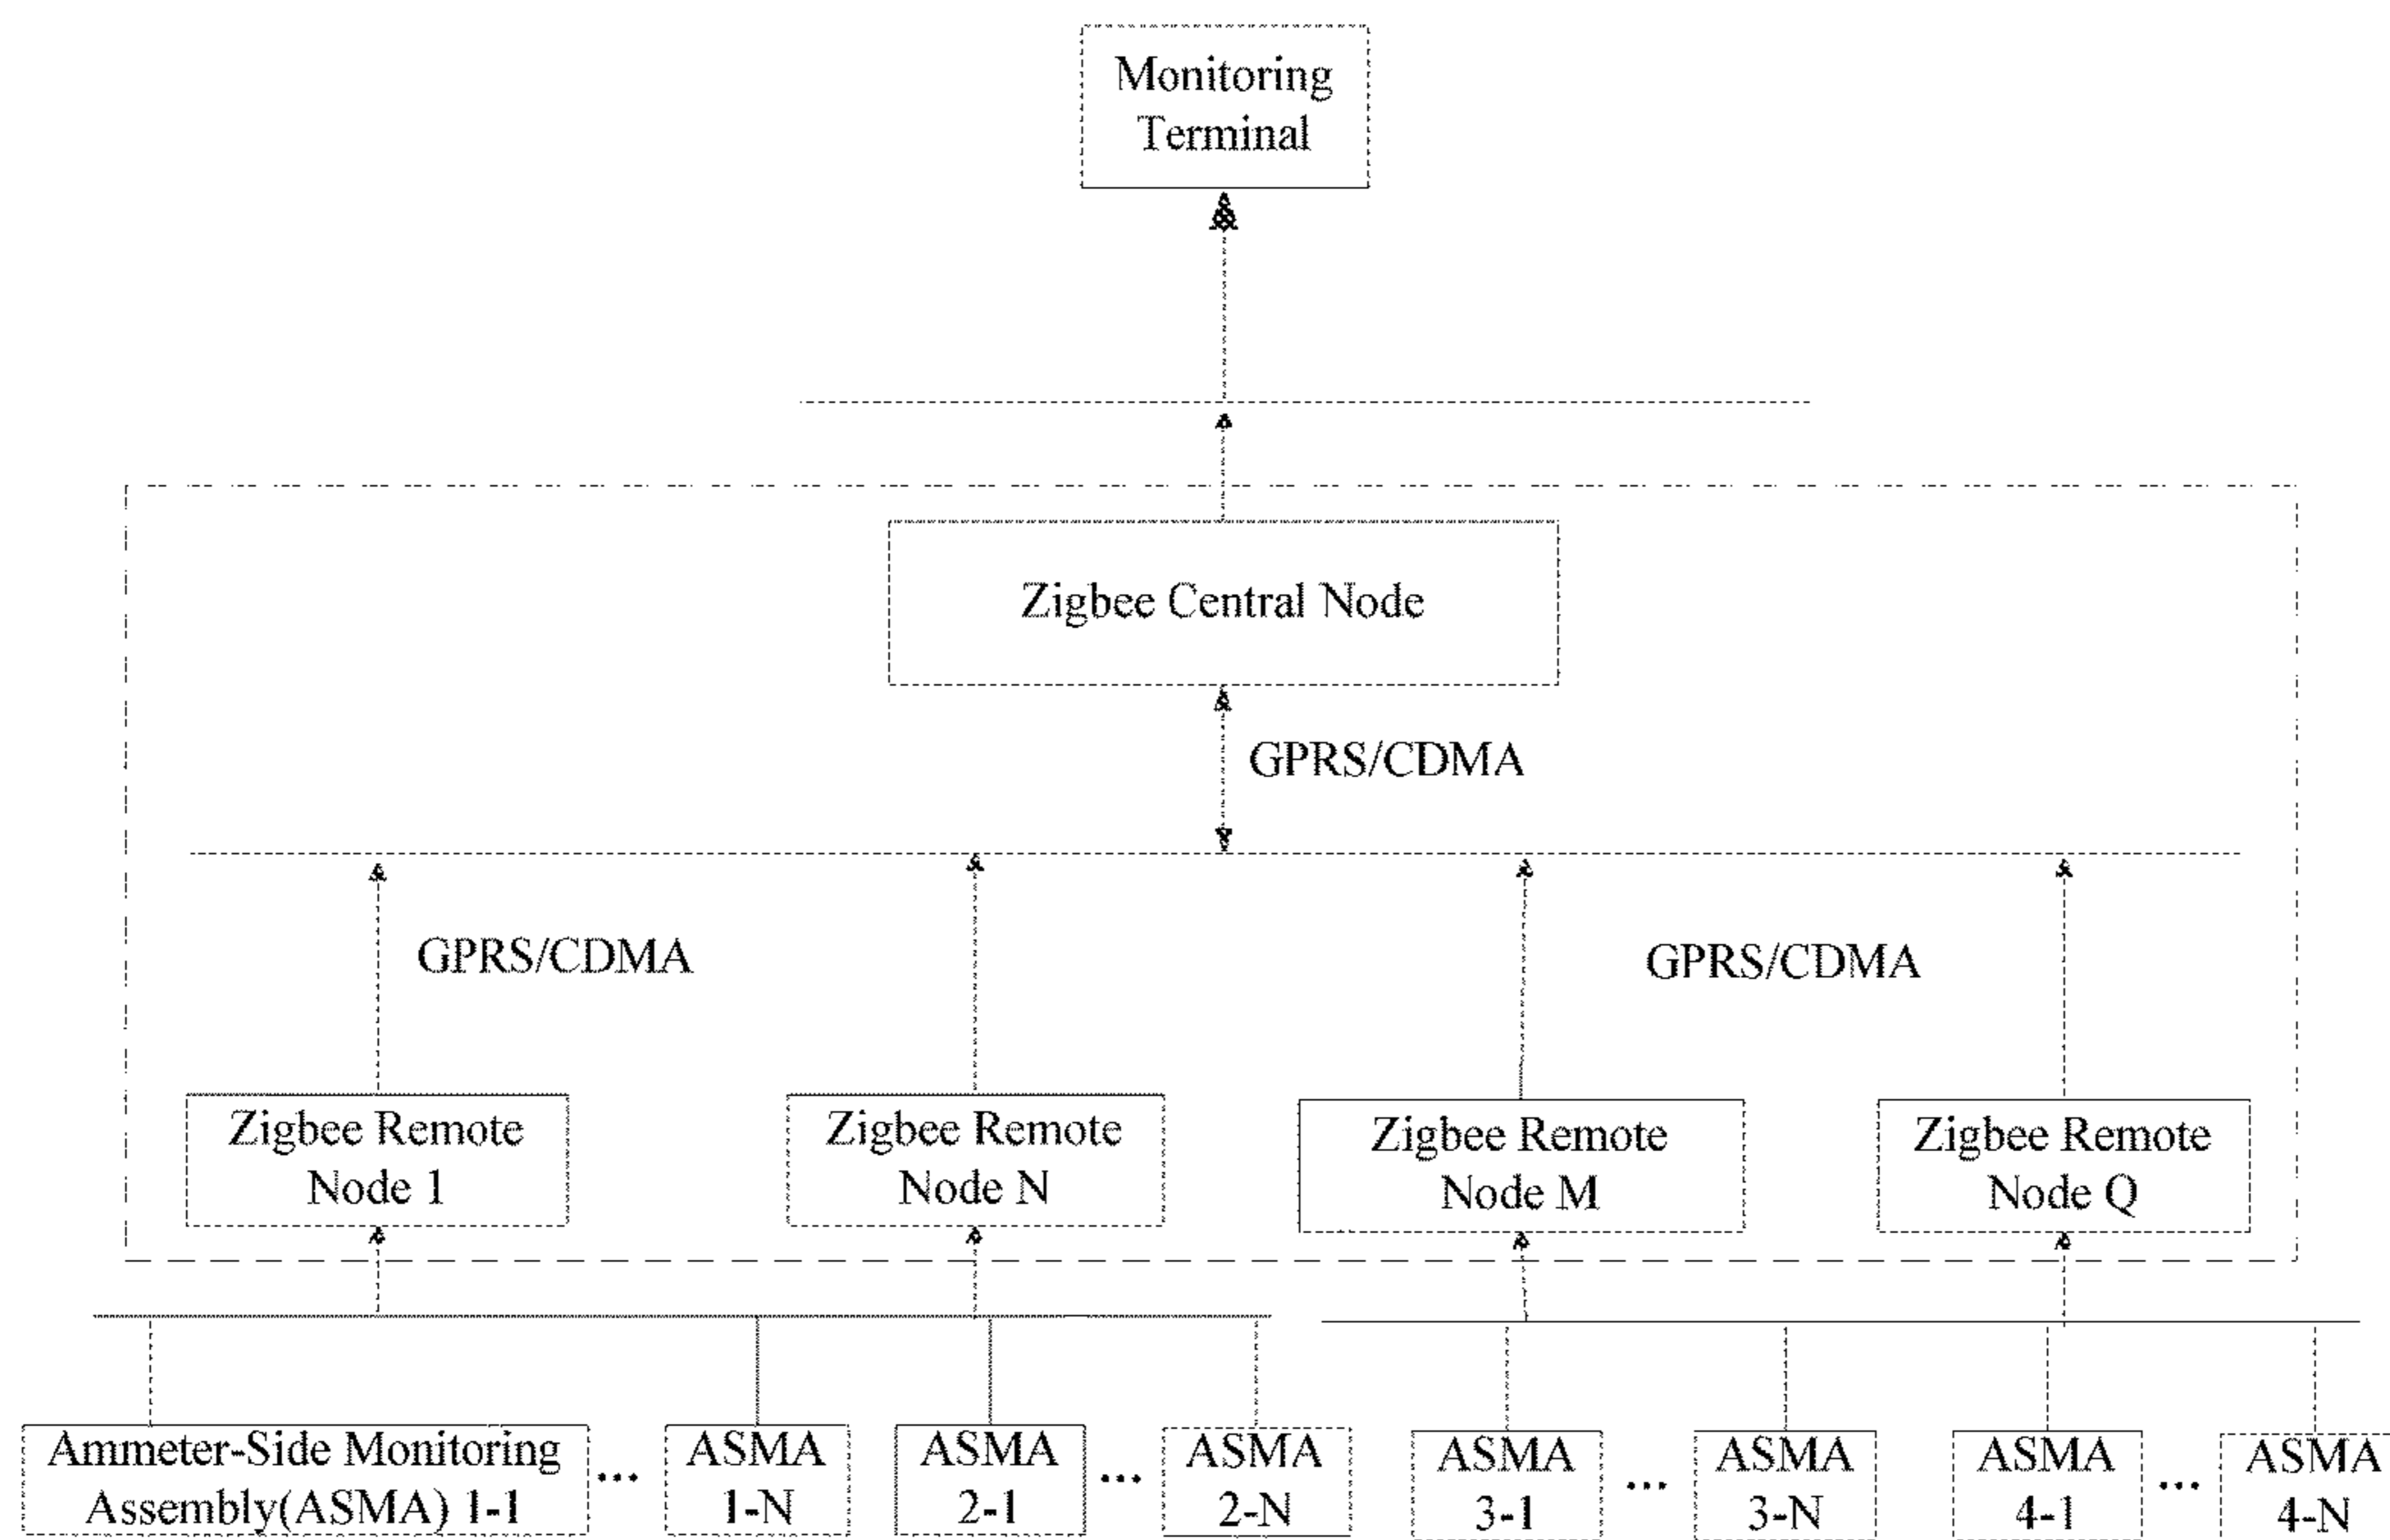 Monitoring
Terminal
Zigbee Central Node
GPRS/CDMA
GPRS/CDMA
GPRS/CDMA
Zigbee Remote
Node 1
Zigbee Remote
Node N
Zigbee Remote
Node M
Zigbee Remote
Node Q
Ammeter-Side Monitoring
Assembly(ASMA) 1-1
...
ASMA
1-N
ASMA
2-1
...
ASMA
2-N
ASMA
3-1
...
ASMA
3-N
ASMA
4-1
...
ASMA
4-N